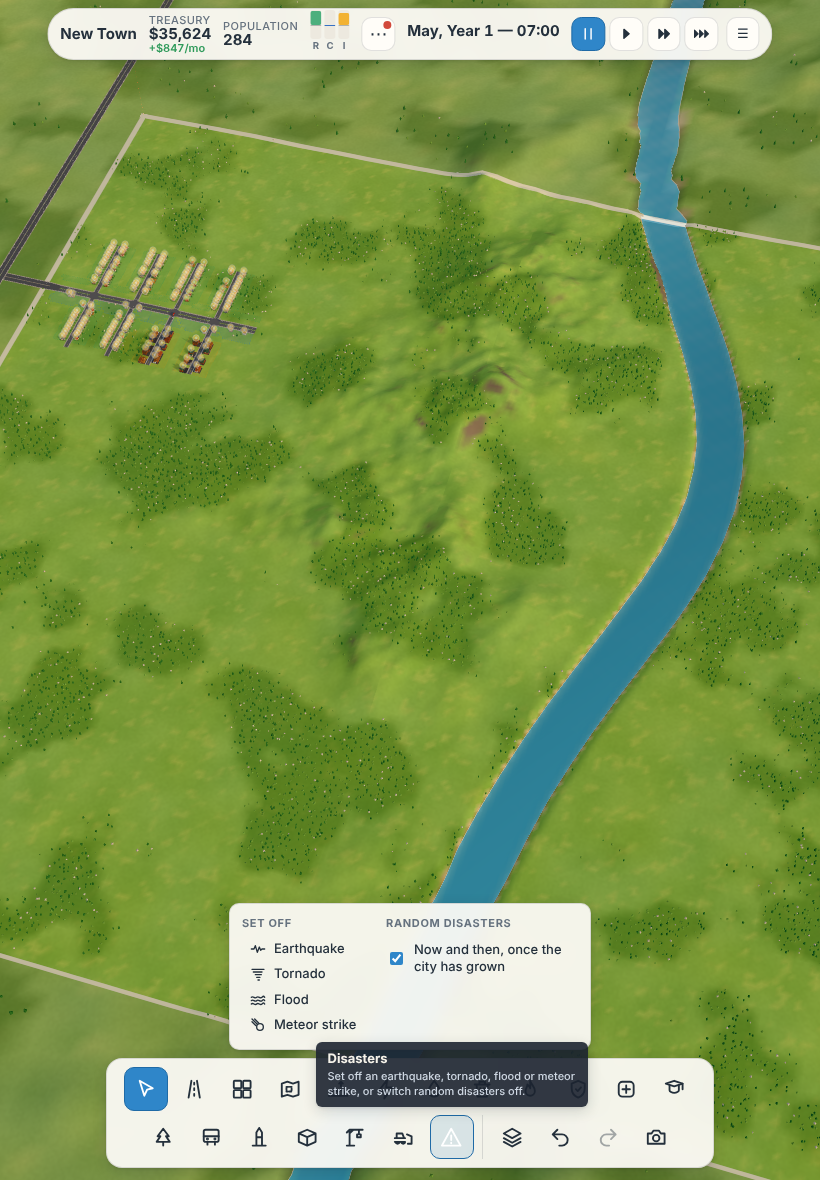 New Town
TREASURY
$35,624
+$847/mo
POPULATION
284
R C I
May, Year 1 — 07:00
SET OFF
Earthquake
Tornado
Flood
Meteor strike
RANDOM DISASTERS
Now and then, once the
city has grown
Disasters
Set off an earthquake, tornado, flood or meteor
strike, or switch random disasters off.